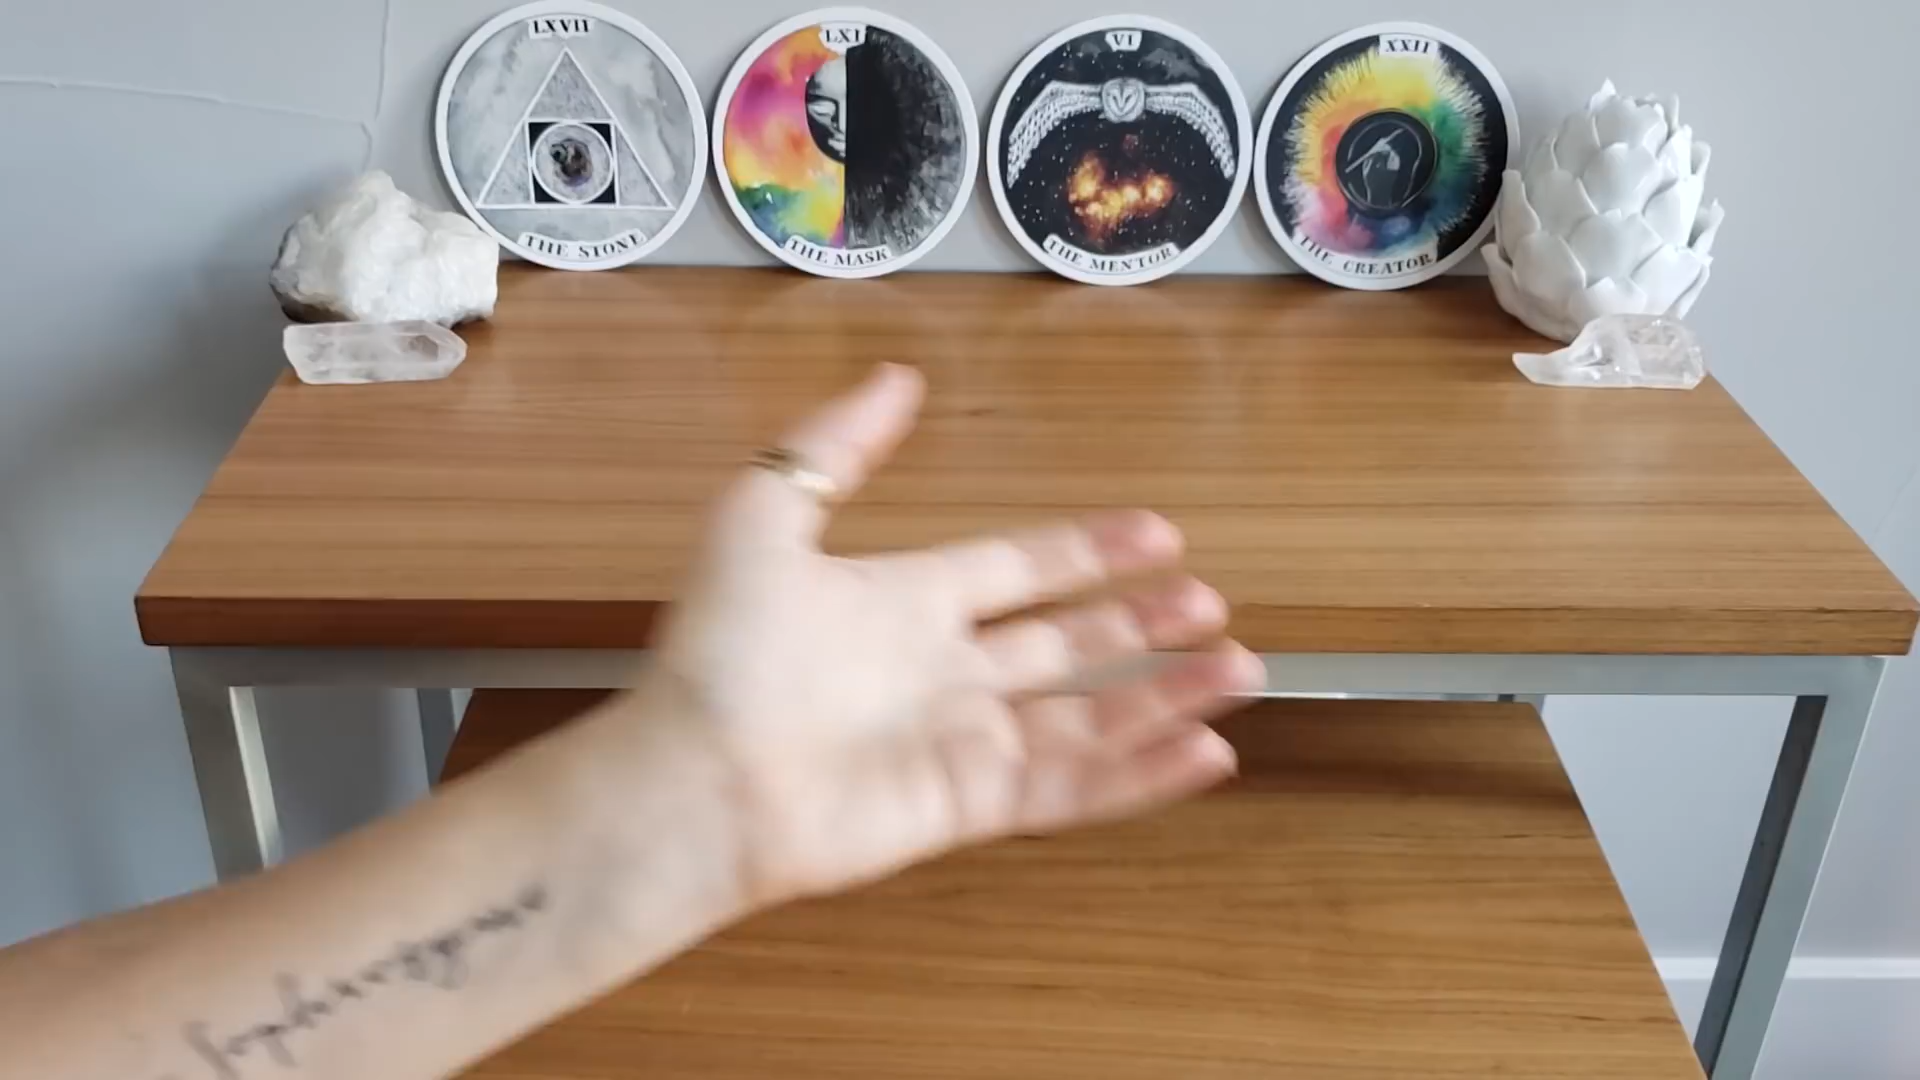 LXVII
THE STONE
LXI
THE MASK
VI
THE MENTOR
XXII
THE CREATOR